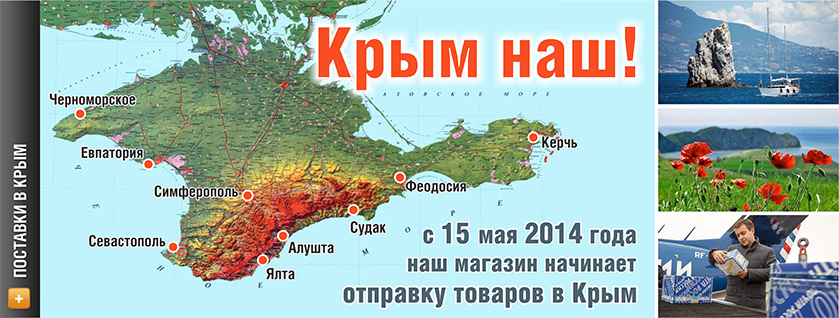 ПОСТАВКИ В КРЫМ
Крым наш!
АЗОВСКОЕ МОРЕ
Черноморское
Керчь
Евпатория
Феодосия
Симферополь
Судак
Севастополь
Алушта
Ялта
с 15 мая 2014 года
наш магазин начинает
отправку товаров в Крым